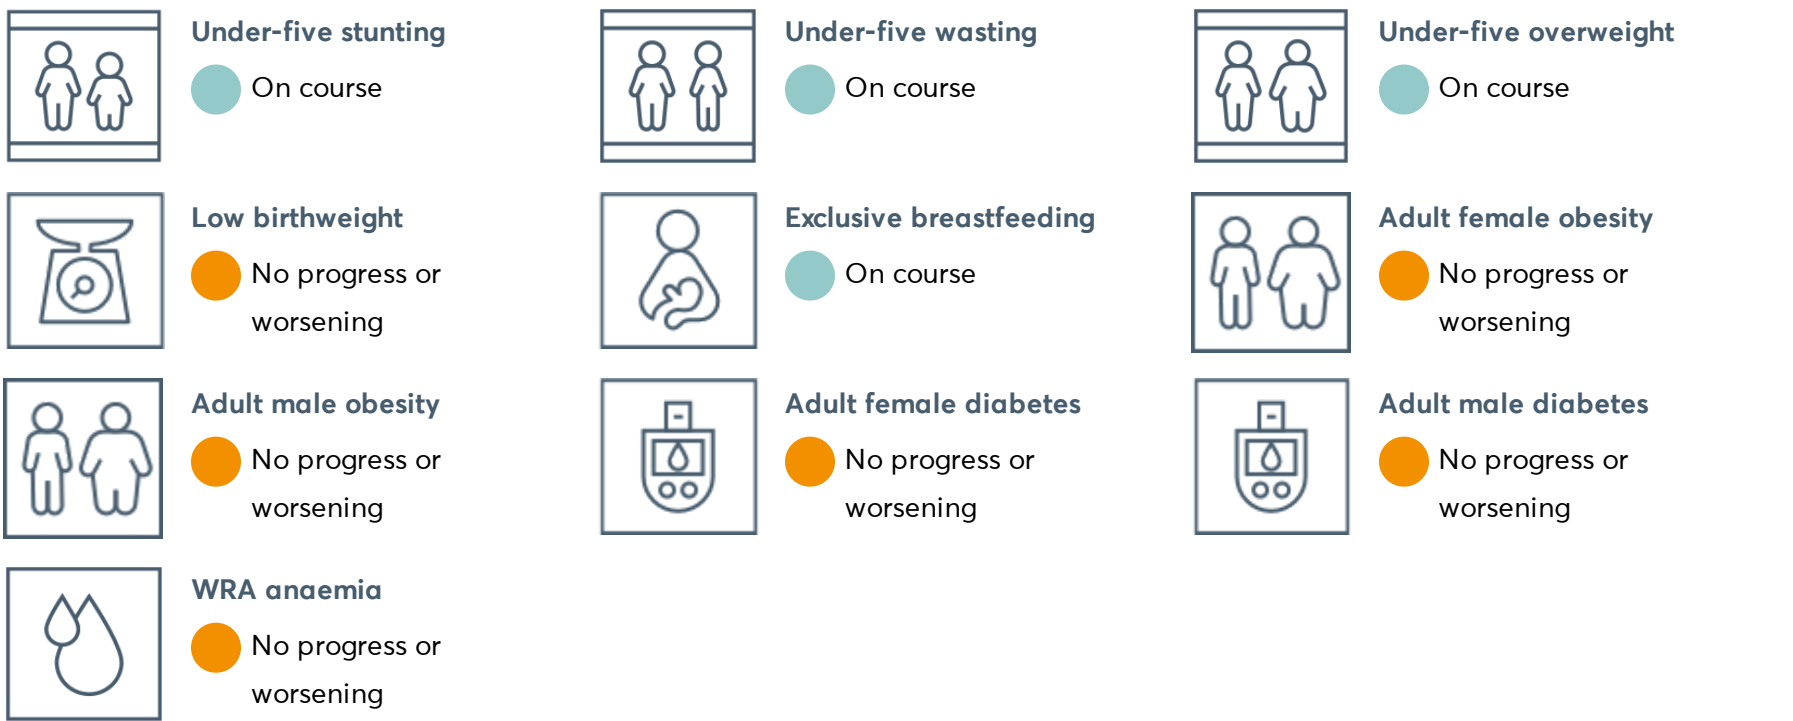 Under-five stunting
On course
Under-five wasting
On course
Under-five overweight
On course
Low birthweight
No progress or
worsening
Exclusive breastfeeding
On course
Adult female obesity
No progress or
worsening
Adult male obesity
No progress or
worsening
Adult female diabetes
No progress or
worsening
Adult male diabetes
No progress or
worsening
WRA anaemia
No progress or
worsening